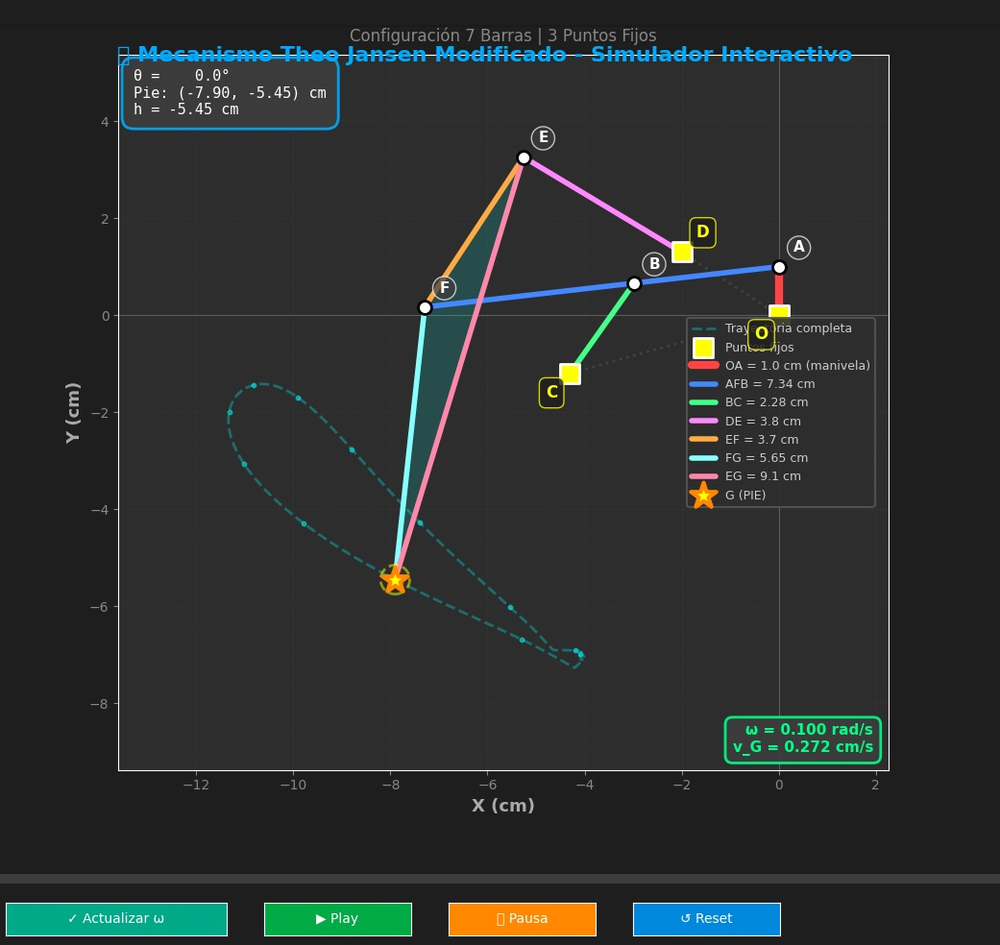 Configuración 7 Barras | 3 Puntos Fijos
Mecanismo Theo Jansen Modificado - Simulador Interactivo
θ = 0.0°
Pie: (-7.90, -5.45) cm
h = -5.45 cm
E
D
A
B
F
O
C
Trayectoria completa
Puntos fijos
OA = 1.0 cm (manivela)
AFB = 7.34 cm
BC = 2.28 cm
DE = 3.8 cm
EF = 3.7 cm
FG = 5.65 cm
EG = 9.1 cm
G (PIE)
4
2
0
−2
−4
−6
−8
Y (cm)
ω = 0.100 rad/s
v_G = 0.272 cm/s
−12 −10 −8 −6 −4 −2 0 2
X (cm)
✓ Actualizar ω
▶ Play
Pausa
↺ Reset